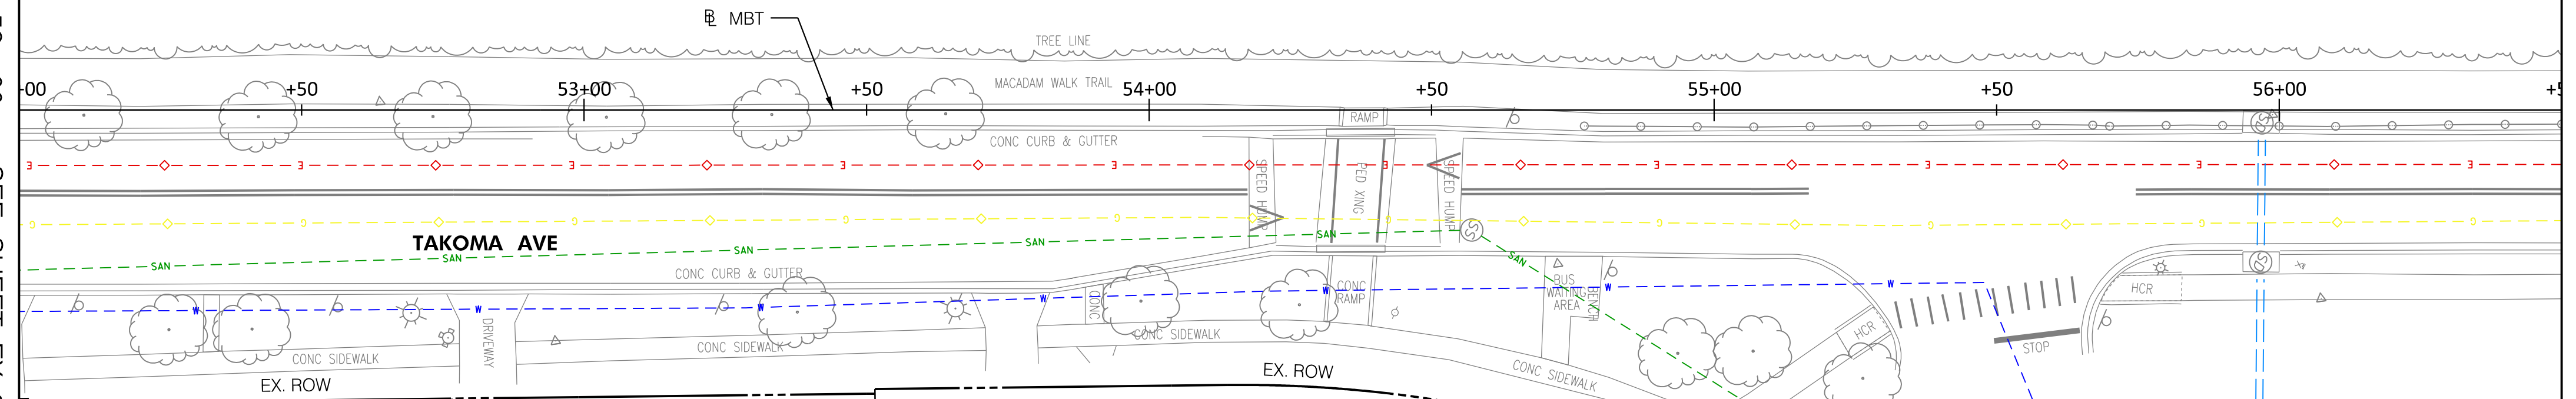 ℄ MBT
TREE LINE
MACADAM WALK TRAIL
+00 +50 53+00 +50 54+00 +50 55+00 +50 56+00
RAMP
CONC CURB & GUTTER
SD
E E E E E E E E E
SPEED HUMP
PED XING
SPEED HUMP
G G G G G G G G G G
TAKOMA AVE
SAN SAN SAN SAN SAN SAN
SS
SD
CONC CURB & GUTTER
BUS
WAITING
AREA
BENCH
CONC
RAMP
CONC
HCR
HCR
W W W W W W W
DRIVEWAY
STOP
CONC SIDEWALK
CONC SIDEWALK
CONC SIDEWALK
CONC SIDEWALK
EX. ROW
EX. ROW